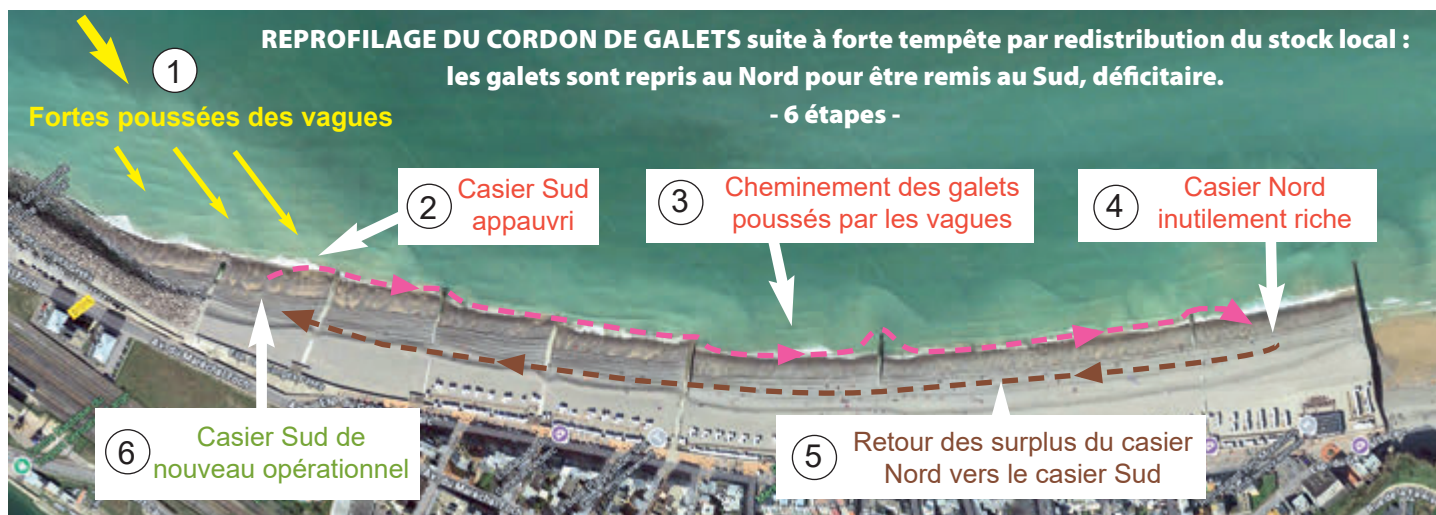 REPROFILAGE DU CORDON DE GALETS suite à forte tempête par redistribution du stock local :
les galets sont repris au Nord pour être remis au Sud, déficitaire.
- 6 étapes -
1
Fortes poussées des vagues
2
Casier Sud
appauvri
3
Cheminement des galets
poussés par les vagues
4
Casier Nord
inutilement riche
5
Retour des surplus du casier
Nord vers le casier Sud
6
Casier Sud de
nouveau opérationnel